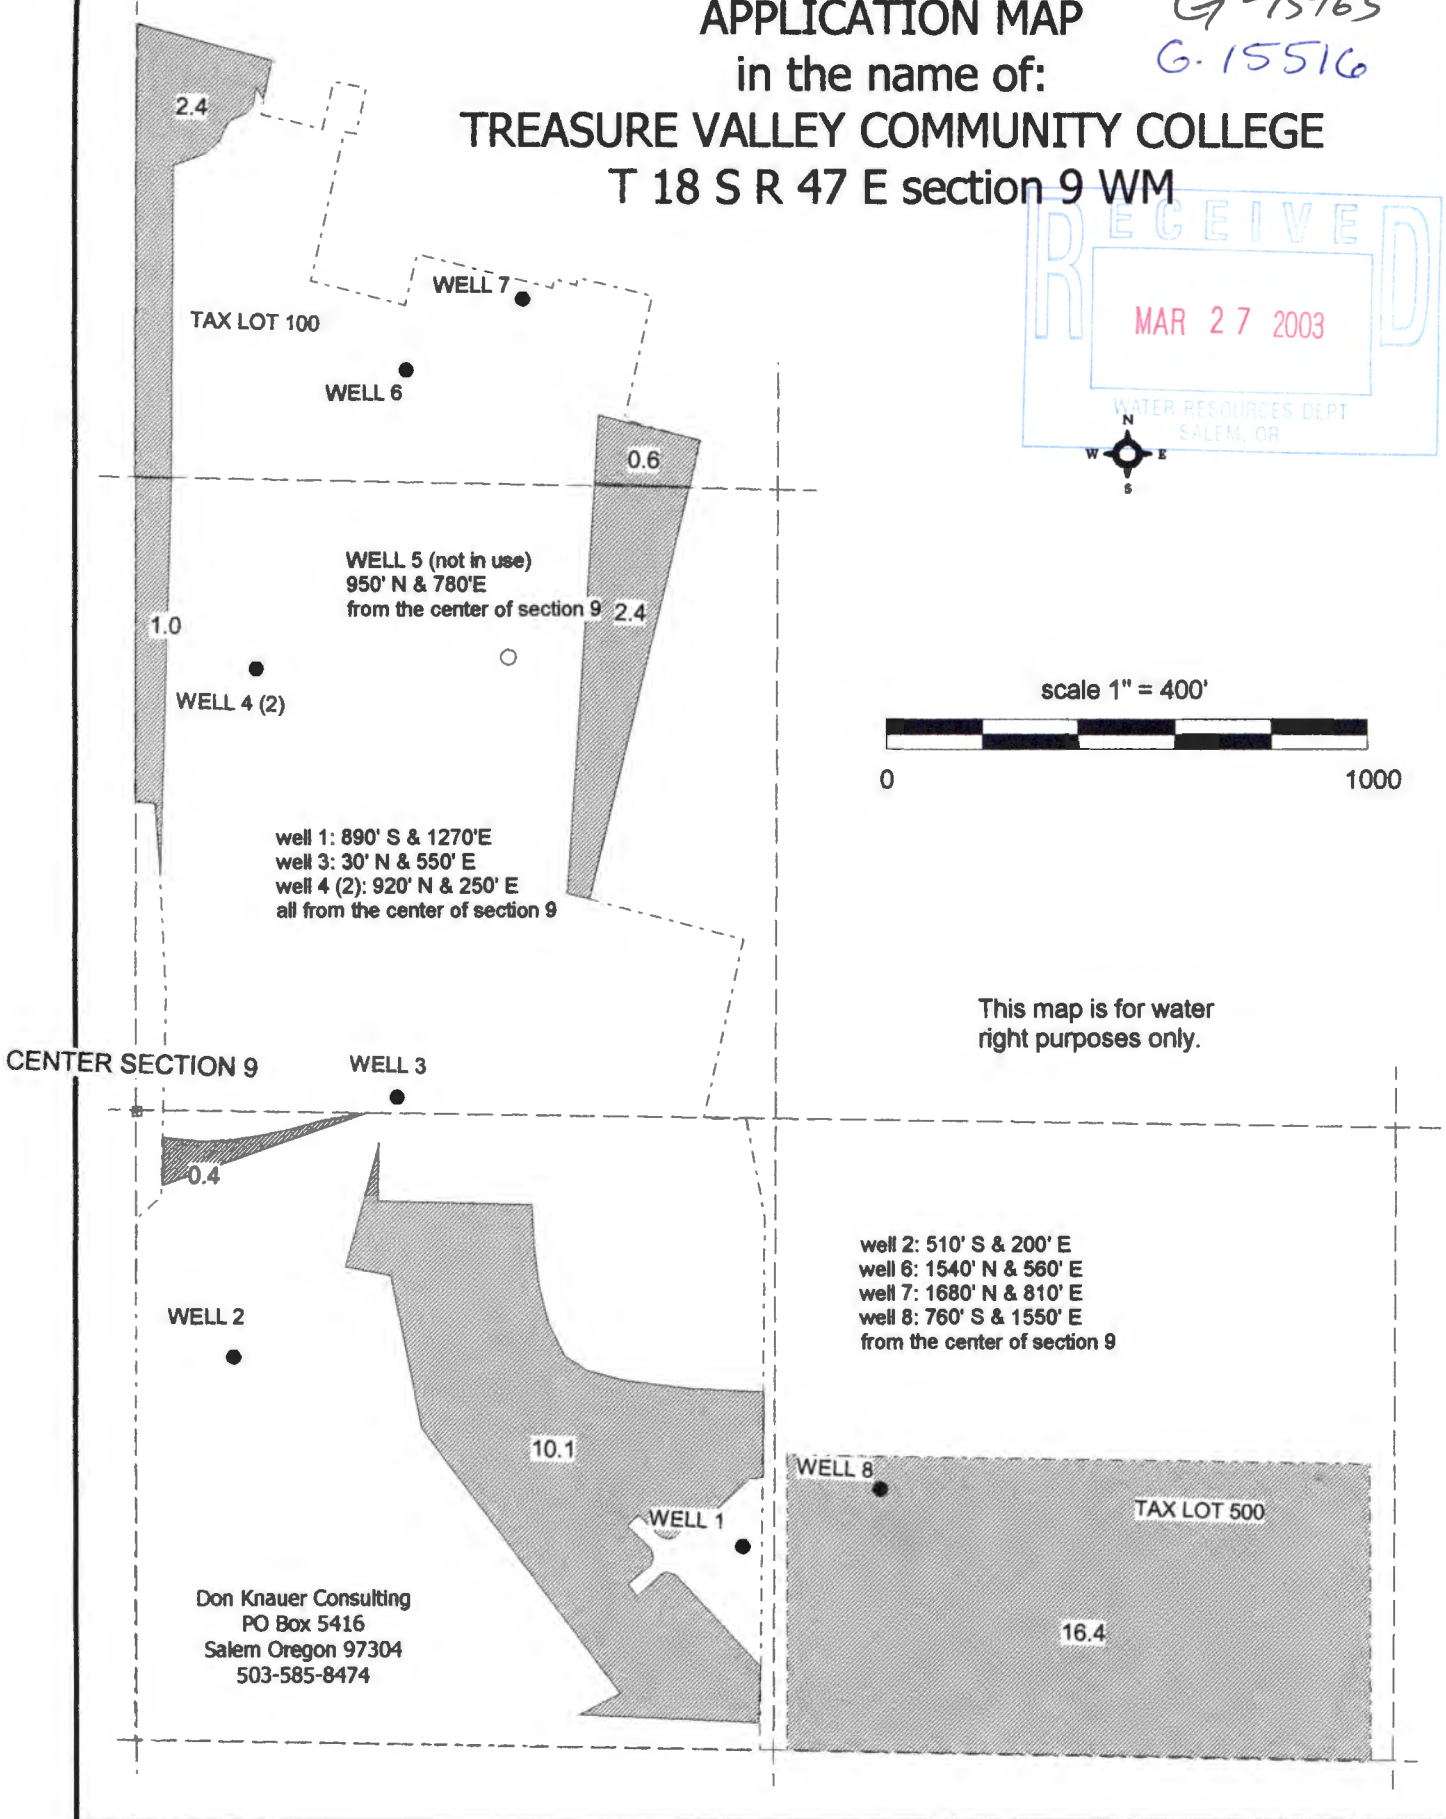 APPLICATION MAP
in the name of:
TREASURE VALLEY COMMUNITY COLLEGE
T 18 S R 47 E section 9 WM
G. 15516
RECEIVED
MAR 27 2003
WATER RESOURCES DEPT
SALEM, OR
N
W E
S
2.4
WELL 7
TAX LOT 100
WELL 6
0.6
WELL 5 (not in use)
950' N & 780'E
from the center of section 9
2.4
1.0
WELL 4 (2)
scale 1" = 400'
0 1000
well 1: 890' S & 1270'E
well 3: 30' N & 550' E
well 4 (2): 920' N & 250' E
all from the center of section 9
This map is for water
right purposes only.
CENTER SECTION 9
WELL 3
0.4
well 2: 510' S & 200' E
well 6: 1540' N & 560' E
well 7: 1680' N & 810' E
well 8: 760' S & 1550' E
from the center of section 9
WELL 2
10.1
WELL 8
TAX LOT 500
WELL 1
16.4
Don Knauer Consulting
PO Box 5416
Salem Oregon 97304
503-585-8474